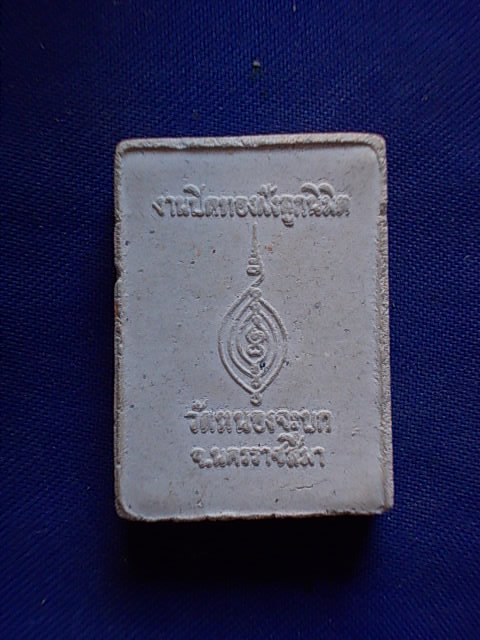 งานปิดทองฝังลูกนิมิต
วัดหนองจะบก
จ.นครราชสีมา